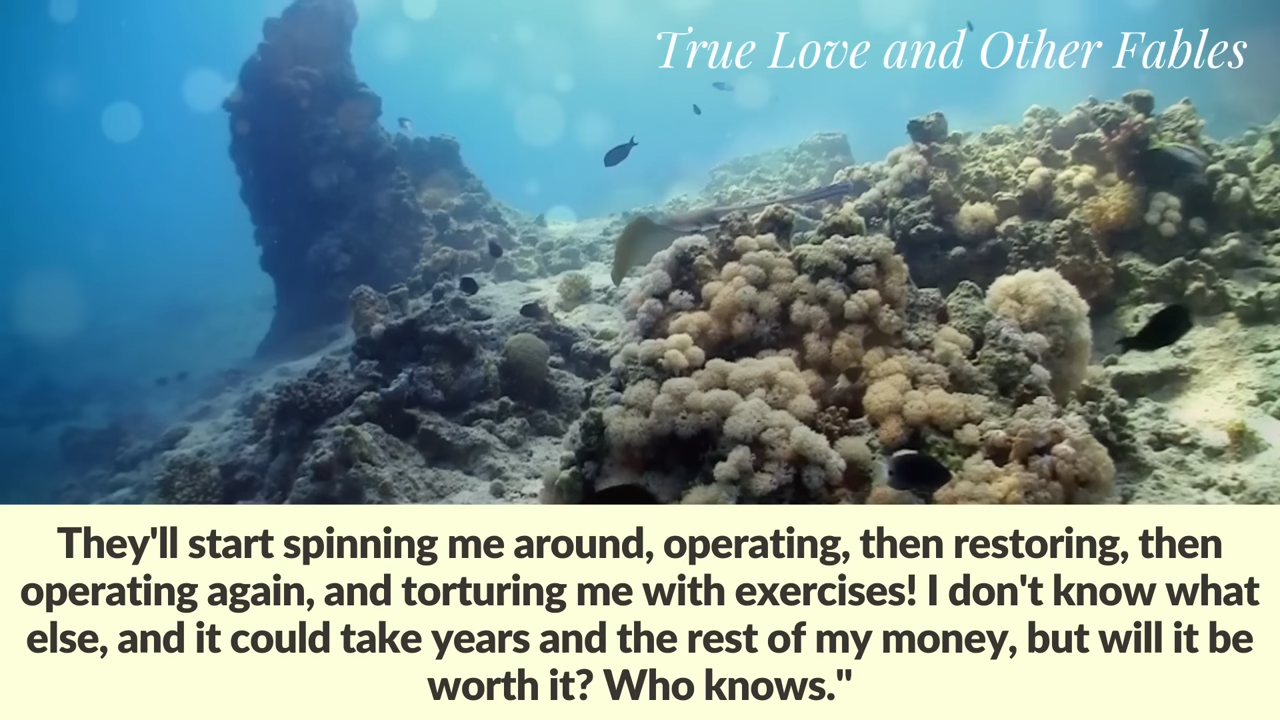 True Love and Other Fables
They'll start spinning me around, operating, then restoring, then
operating again, and torturing me with exercises! I don't know what
else, and it could take years and the rest of my money, but will it be
worth it? Who knows."